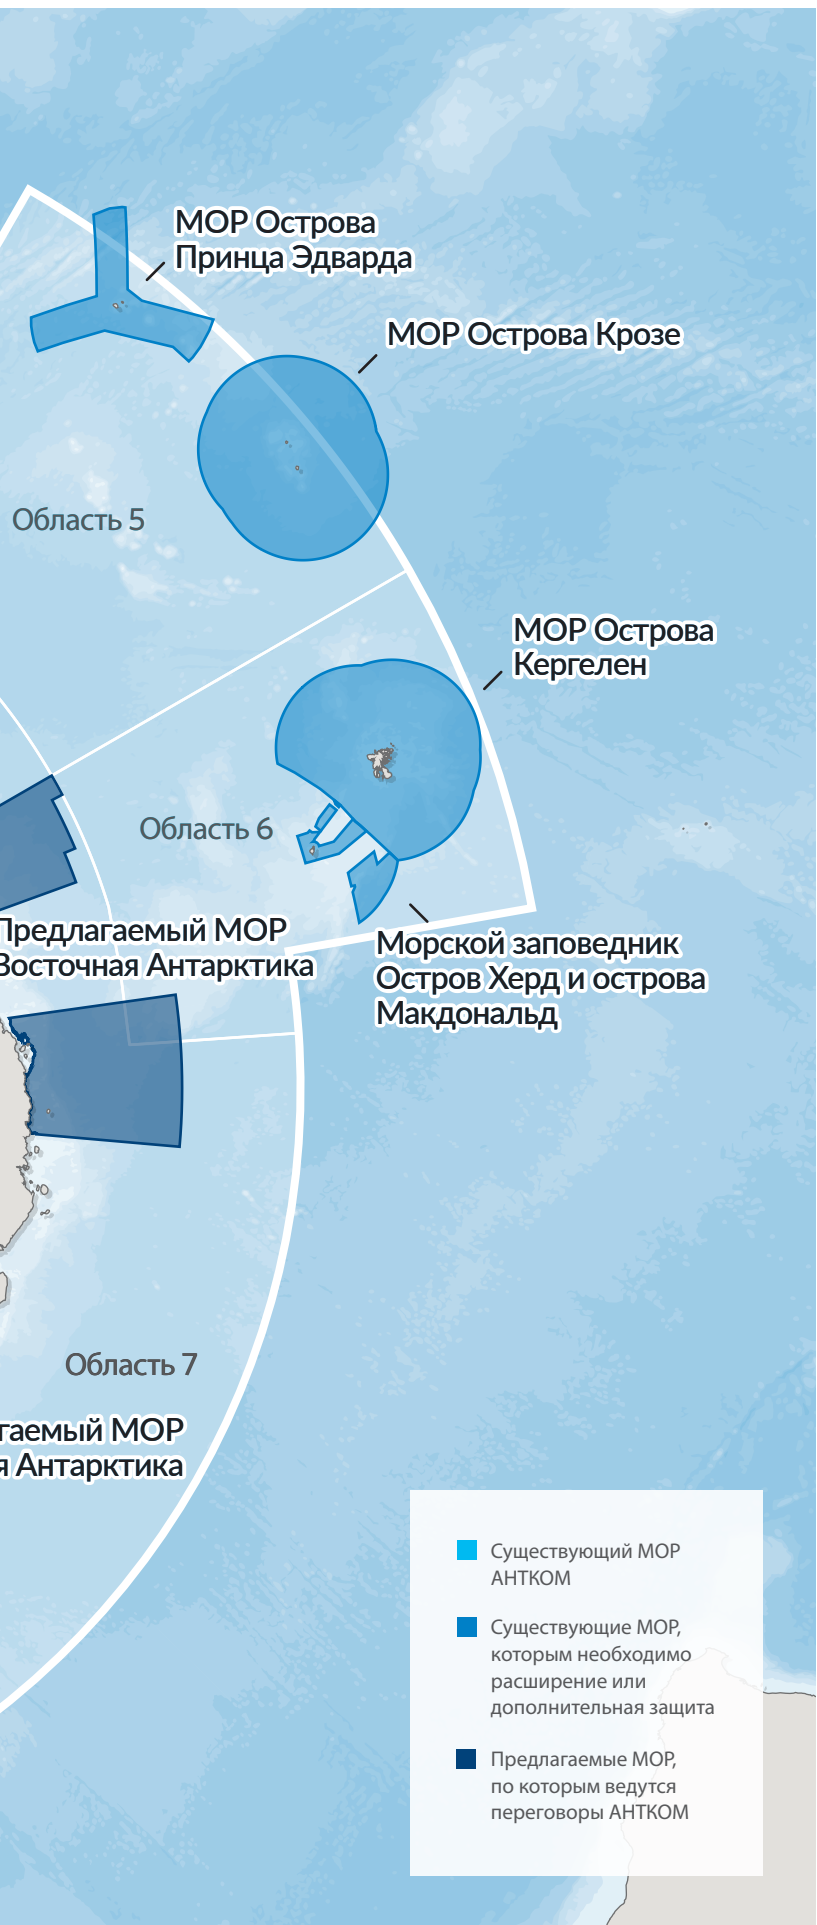 МОР Острова
Принца Эдварда
МОР Острова Крозе
Область 5
МОР Острова
Кергелен
Область 6
Предлагаемый МОР
Восточная Антарктика
Морской заповедник
Остров Херд и острова
Макдональд
Область 7
гаемый МОР
я Антарктика
Существующий МОР
АНТКОМ
Существующие МОР,
которым необходимо
расширение или
дополнительная защита
Предлагаемые МОР,
по которым ведутся
переговоры АНТКОМ